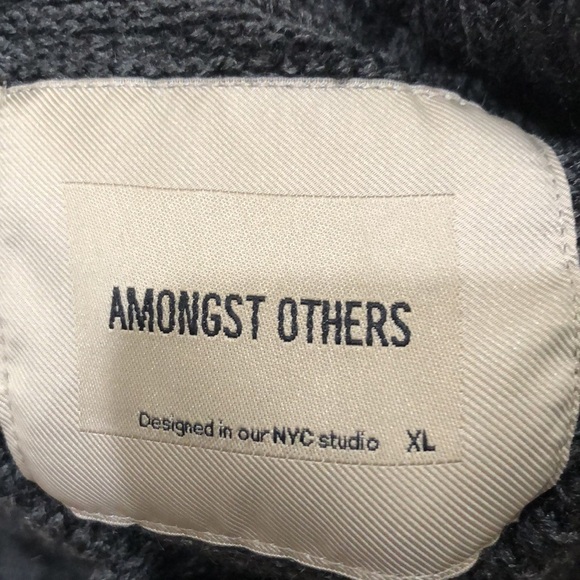 AMONGST OTHERS
Designed in our NYC studio XL